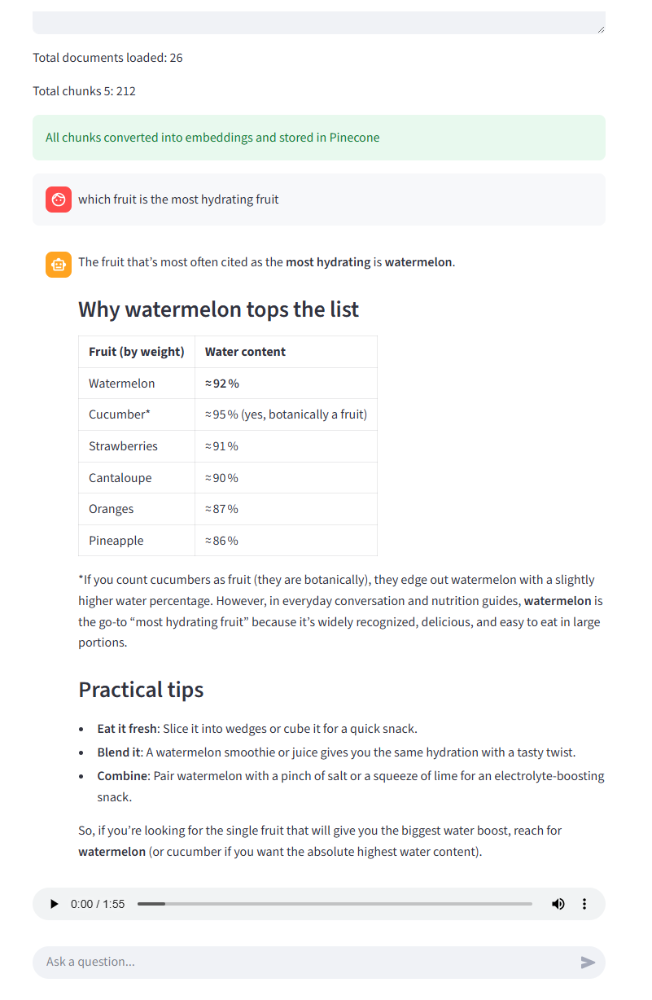 Total documents loaded: 26
Total chunks 5: 212
All chunks converted into embeddings and stored in Pinecone
which fruit is the most hydrating fruit
The fruit that’s most often cited as the most hydrating is watermelon.
Why watermelon tops the list
Fruit (by weight) Water content
Watermelon ≈92%
Cucumber* ≈95% (yes, botanically a fruit)
Strawberries ≈91%
Cantaloupe ≈90%
Oranges ≈87%
Pineapple ≈86%
*If you count cucumbers as fruit (they are botanically), they edge out watermelon with a slightly
higher water percentage. However, in everyday conversation and nutrition guides, watermelon is
the go-to “most hydrating fruit” because it’s widely recognized, delicious, and easy to eat in large
portions.
Practical tips
• Eat it fresh: Slice it into wedges or cube it for a quick snack.
• Blend it: A watermelon smoothie or juice gives you the same hydration with a tasty twist.
• Combine: Pair watermelon with a pinch of salt or a squeeze of lime for an electrolyte-boosting
snack.
So, if you’re looking for the single fruit that will give you the biggest water boost, reach for
watermelon (or cucumber if you want the absolute highest water content).
0:00 / 1:55
Ask a question...